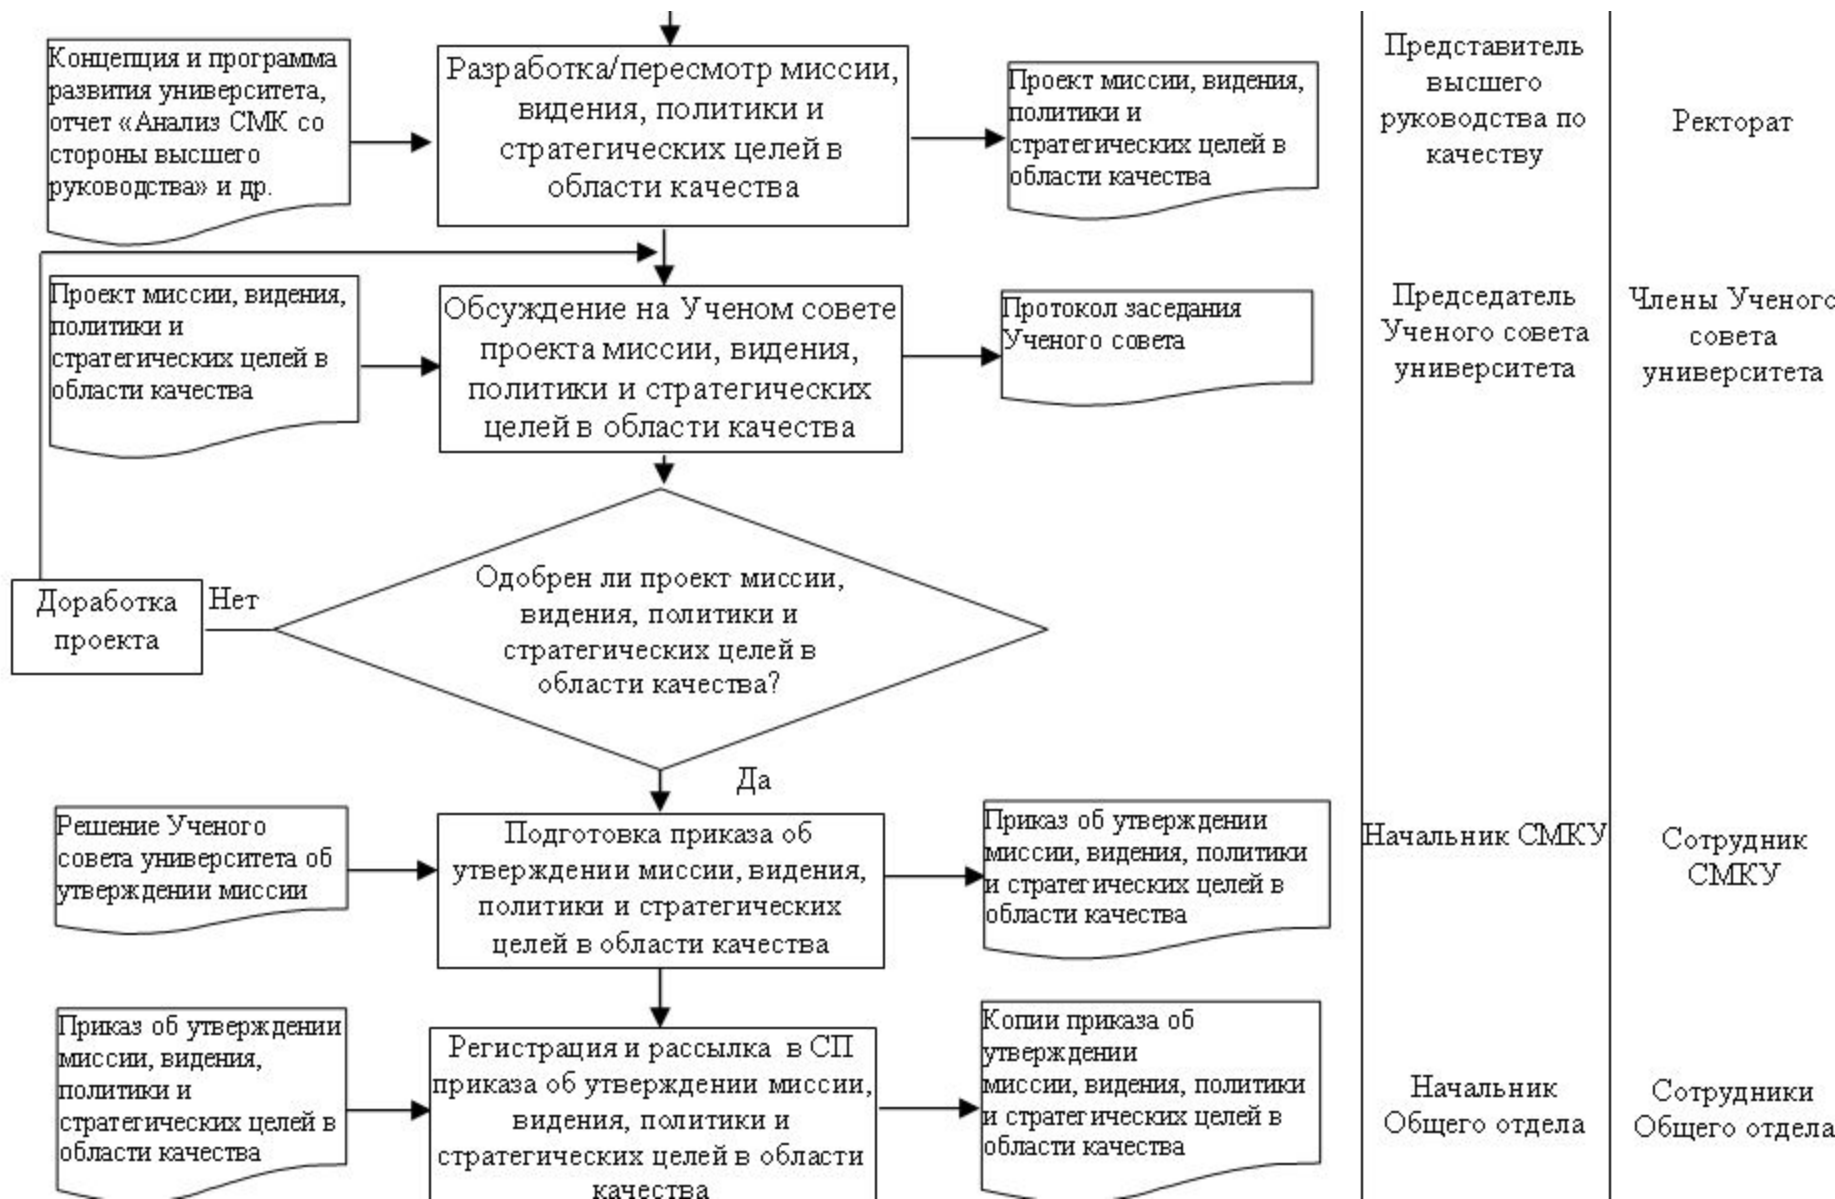 Концепция и программа
развития университета,
отчет «Анализ СМК со
стороны высшего
руководства» и др.
Разработка/пересмотр миссии,
видения, политики и
стратегических целей в
области качества
Проект миссии, видения,
политики и
стратегических целей в
области качества
Представитель
высшего
руководства по
качеству
Ректорат
Проект миссии, видения,
политики и
стратегических целей в
области качества
Обсуждение на Ученом совете
проекта миссии, видения,
политики и стратегических
целей в области качества
Протокол заседания
Ученого совета
Председатель
Ученого совета
университета
Члены Ученого
совета
университета
Доработка
проекта
Нет
Одобрен ли проект миссии,
видения, политики и
стратегических целей в
области качества?
Да
Решение Ученого
совета университета об
утверждении миссии
Подготовка приказа об
утверждении миссии, видения,
политики и стратегических
целей в области качества
Приказ об утверждении
миссии, видения, политики
и стратегических целей в
области качества
Начальник СМКУ
Сотрудник
СМКУ
Приказ об утверждении
миссии, видения,
политики и
стратегических целей в
области качества
Регистрация и рассылка в СП
приказа об утверждении миссии,
видения, политики и
стратегических целей в области
качества
Копии приказа об
утверждении
миссии, видения, политики
и стратегических целей в
области качества
Начальник
Общего отдела
Сотрудники
Общего отдела